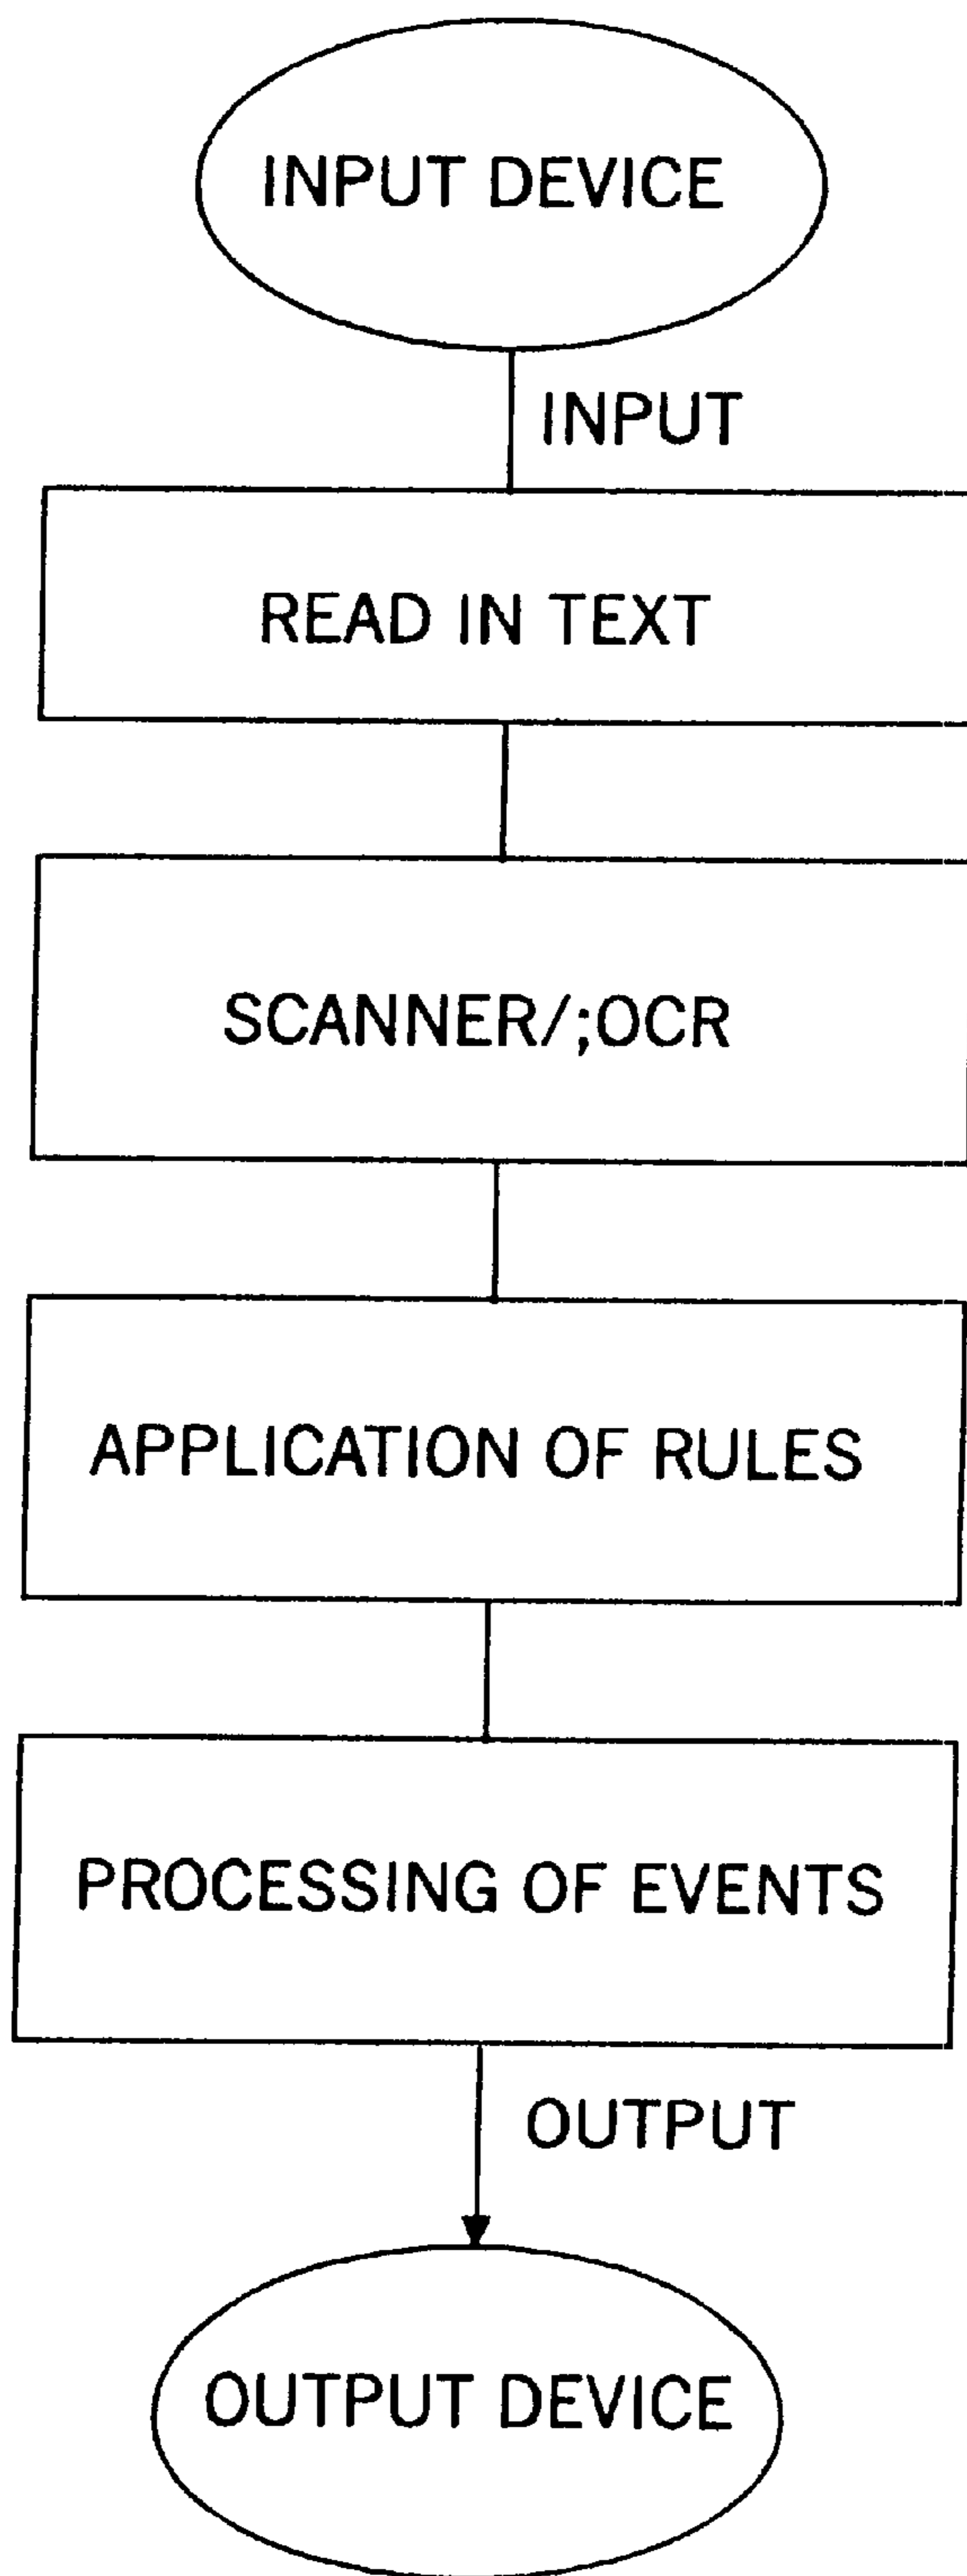 INPUT DEVICE
INPUT
READ IN TEXT
SCANNER/;OCR
APPLICATION OF RULES
PROCESSING OF EVENTS
OUTPUT
OUTPUT DEVICE